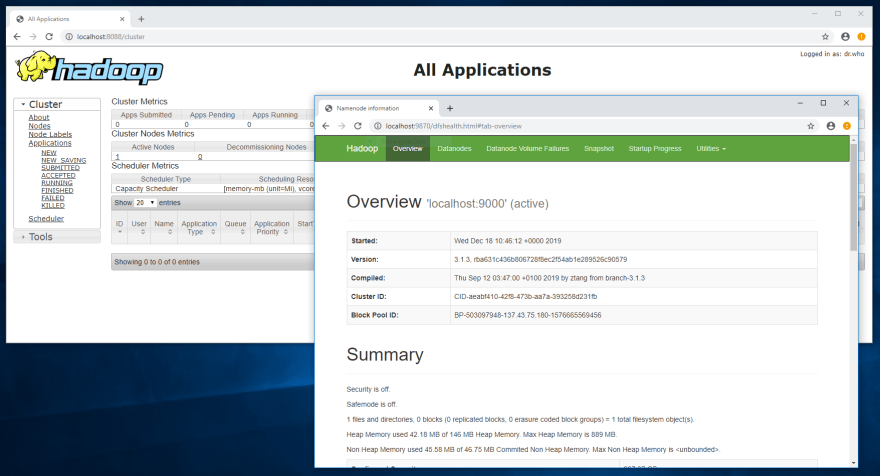 All Applications
localhost:8088/cluster
Logged in as: dr.who
hadoop
All Applications
Cluster
About
Nodes
Node Labels
Applications
NEW
NEW_SAVING
SUBMITTED
ACCEPTED
RUNNING
FINISHED
FAILED
KILLED
Scheduler
Tools
Cluster Metrics
Apps Submitted Apps Pending Apps Running
0 0 0
Cluster Nodes Metrics
Active Nodes Decommissioning Nodes
1 0
Scheduler Metrics
Scheduler Type Scheduling
Capacity Scheduler [memory-mb (unit=Mi),
Show 20 entries
ID User Name Application Type Queue Application Priority
Showing 0 to 0 of 0 entries
Namenode information
localhost:9870/dfshealth.html#tab-overview
Hadoop Overview Datanodes Datanode Volume Failures Snapshot Startup Progress Utilities
Overview 'localhost:9000' (active)
Started: Wed Dec 18 10:46:12 +0000 2019
Version: 3.1.3, rba631c436b806728f8ec2f54ab1e289526c90579
Compiled: Thu Sep 12 03:47:00 +0100 2019 by ztang from branch-3.1.3
Cluster ID: CID-aeabf410-42f8-473b-aa7a-393258d231fb
Block Pool ID: BP-503097948-137.43.75.180-1576665569456
Summary
Security is off.
Safemode is off.
1 files and directories, 0 blocks (0 replicated blocks, 0 erasure coded block groups) = 1 total filesystem object(s).
Heap Memory used 42.18 MB of 146 MB Heap Memory. Max Heap Memory is 889 MB.
Non Heap Memory used 45.58 MB of 46.75 MB Commited Non Heap Memory. Max Non Heap Memory is <unbounded>.